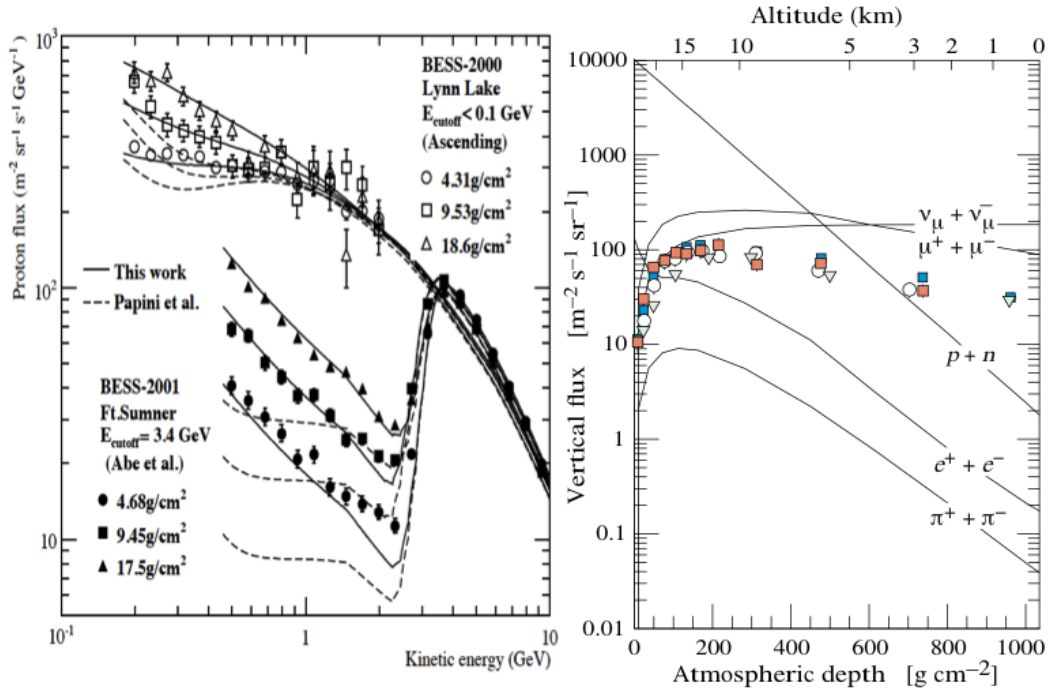 Proton flux (m⁻² sr⁻¹ s⁻¹ GeV⁻¹)
10³
10²
10
10⁻¹
1
10
Kinetic energy (GeV)
BESS-2000
Lynn Lake
E_cutoff< 0.1 GeV
(Ascending)
4.31g/cm²
9.53g/cm²
18.6g/cm²
This work
Papini et al.
BESS-2001
Ft.Sumner
E_cutoff= 3.4 GeV
(Abe et al.)
4.68g/cm²
9.45g/cm²
17.5g/cm²
Altitude (km)
15 10 5 3 2 1 0
Vertical flux [m⁻² s⁻¹ sr⁻¹]
10000
1000
100
10
1
0.1
0.01
ν_μ + ν̄_μ
μ⁺ + μ⁻
p + n
e⁺ + e⁻
π⁺ + π⁻
0 200 400 600 800 1000
Atmospheric depth [g cm⁻²]